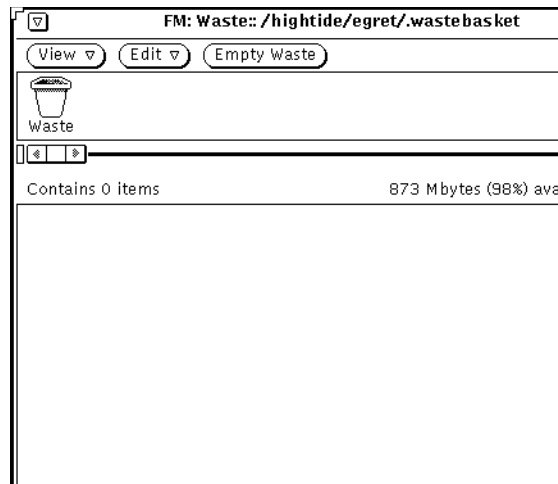 FM: Waste:: /hightide/egret/.wastebasket
View Edit Empty Waste
Waste
Contains 0 items 873 Mbytes (98%) ava